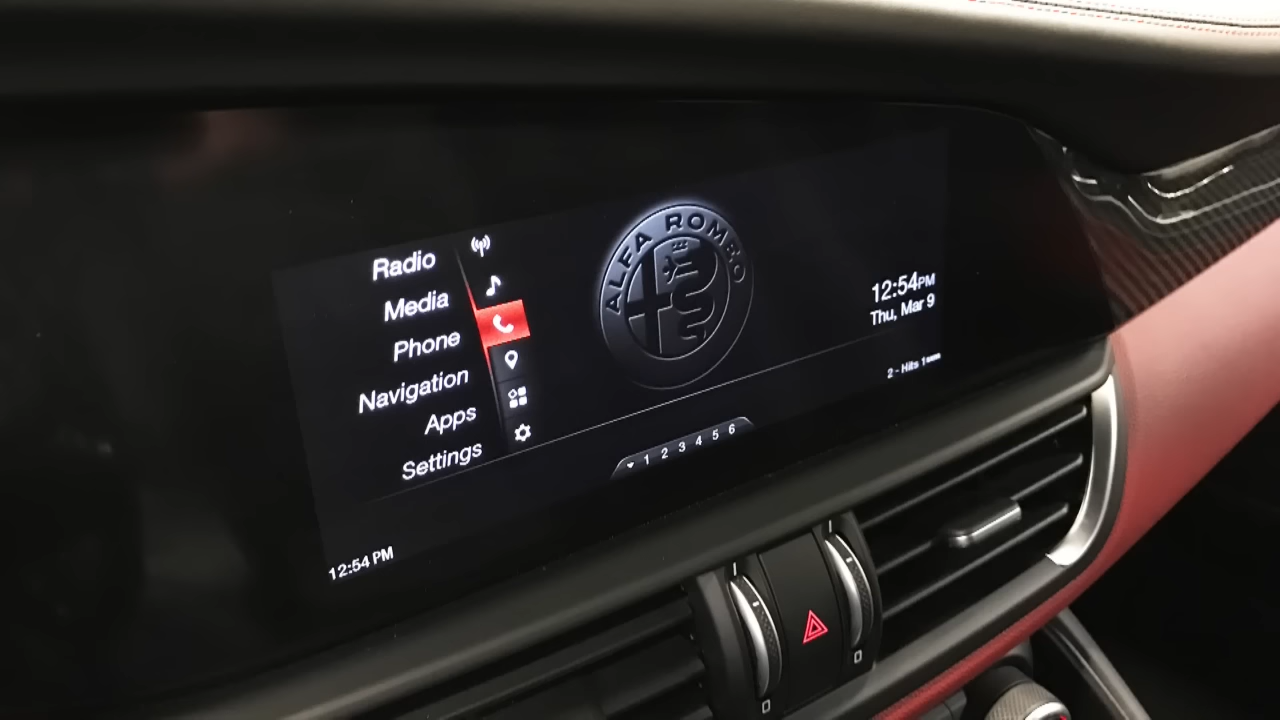 Radio
Media
Phone
Navigation
Apps
Settings
ALFA ROMEO
12:54PM
Thu, Mar 9
2 - Hits 1
1 2 3 4 5 6
12:54 PM